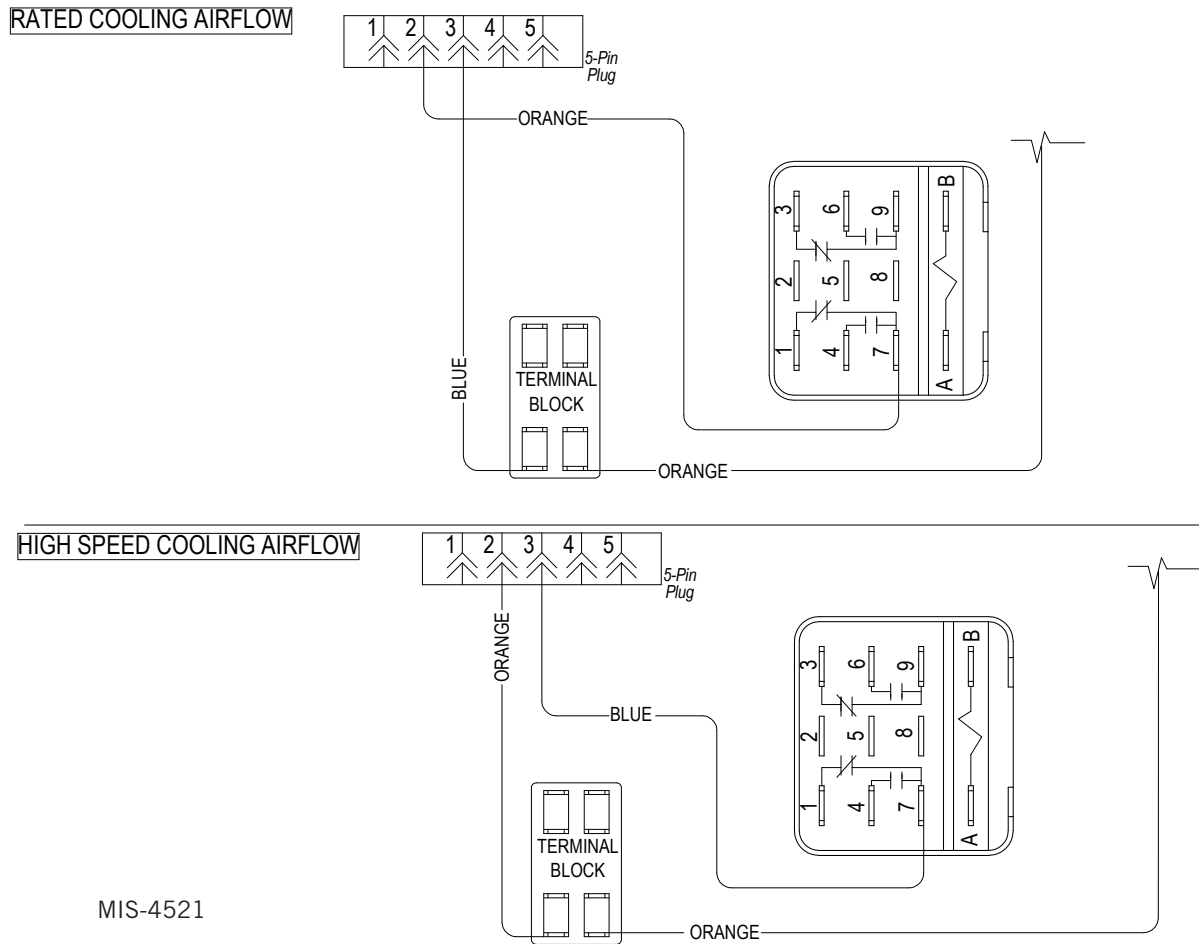 RATED COOLING AIRFLOW
1 2 3 4 5
5-Pin
Plug
ORANGE
3 6 9 B
2 5 8
1 4 7 A
BLUE
TERMINAL
BLOCK
ORANGE
HIGH SPEED COOLING AIRFLOW
1 2 3 4 5
5-Pin
Plug
ORANGE
3 6 9 B
2 5 8
1 4 7 A
BLUE
TERMINAL
BLOCK
ORANGE
MIS-4521